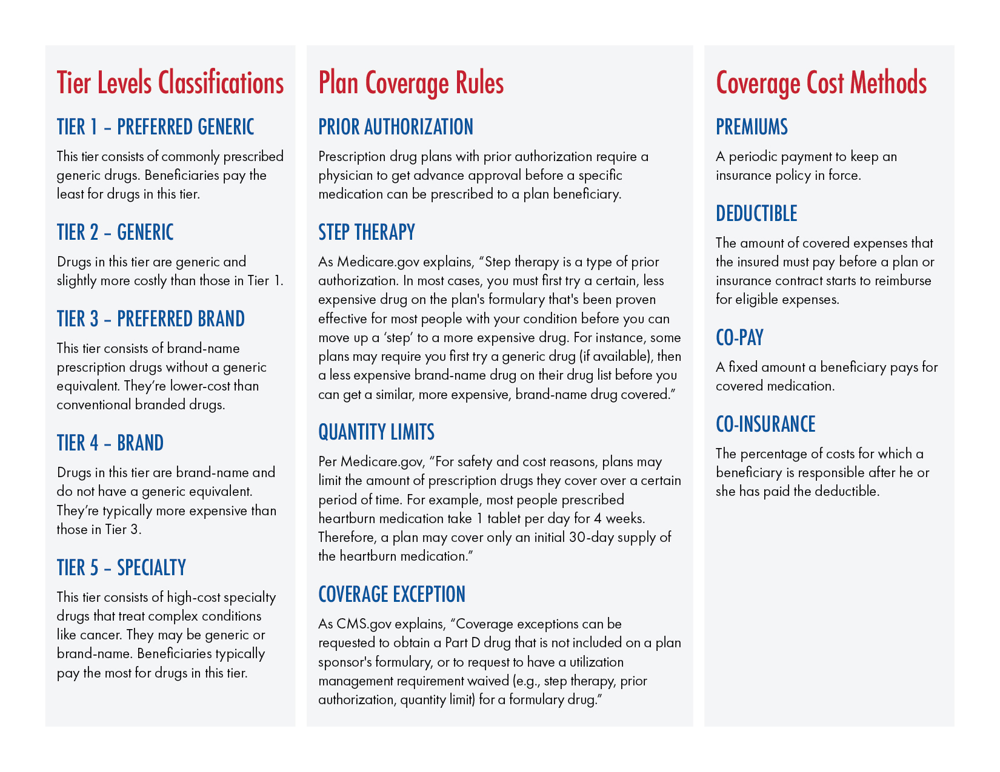 Tier Levels Classifications
TIER 1 – PREFERRED GENERIC
This tier consists of commonly prescribed
generic drugs. Beneficiaries pay the
least for drugs in this tier.
TIER 2 – GENERIC
Drugs in this tier are generic and
slightly more costly than those in Tier 1.
TIER 3 – PREFERRED BRAND
This tier consists of brand-name
prescription drugs without a generic
equivalent. They’re lower-cost than
conventional branded drugs.
TIER 4 – BRAND
Drugs in this tier are brand-name and
do not have a generic equivalent.
They’re typically more expensive than
those in Tier 3.
TIER 5 – SPECIALTY
This tier consists of high-cost specialty
drugs that treat complex conditions
like cancer. They may be generic or
brand-name. Beneficiaries typically
pay the most for drugs in this tier.
Plan Coverage Rules
PRIOR AUTHORIZATION
Prescription drug plans with prior authorization require a
physician to get advance approval before a specific
medication can be prescribed to a plan beneficiary.
STEP THERAPY
As Medicare.gov explains, “Step therapy is a type of prior
authorization. In most cases, you must first try a certain, less
expensive drug on the plan's formulary that's been proven
effective for most people with your condition before you can
move up a ‘step’ to a more expensive drug. For instance, some
plans may require you first try a generic drug (if available), then
a less expensive brand-name drug on their drug list before you
can get a similar, more expensive, brand-name drug covered.”
QUANTITY LIMITS
Per Medicare.gov, “For safety and cost reasons, plans may
limit the amount of prescription drugs they cover over a certain
period of time. For example, most people prescribed
heartburn medication take 1 tablet per day for 4 weeks.
Therefore, a plan may cover only an initial 30-day supply of
the heartburn medication.”
COVERAGE EXCEPTION
As CMS.gov explains, “Coverage exceptions can be
requested to obtain a Part D drug that is not included on a plan
sponsor's formulary, or to request to have a utilization
management requirement waived (e.g., step therapy, prior
authorization, quantity limit) for a formulary drug.”
Coverage Cost Methods
PREMIUMS
A periodic payment to keep an
insurance policy in force.
DEDUCTIBLE
The amount of covered expenses that
the insured must pay before a plan or
insurance contract starts to reimburse
for eligible expenses.
CO-PAY
A fixed amount a beneficiary pays for
covered medication.
CO-INSURANCE
The percentage of costs for which a
beneficiary is responsible after he or
she has paid the deductible.